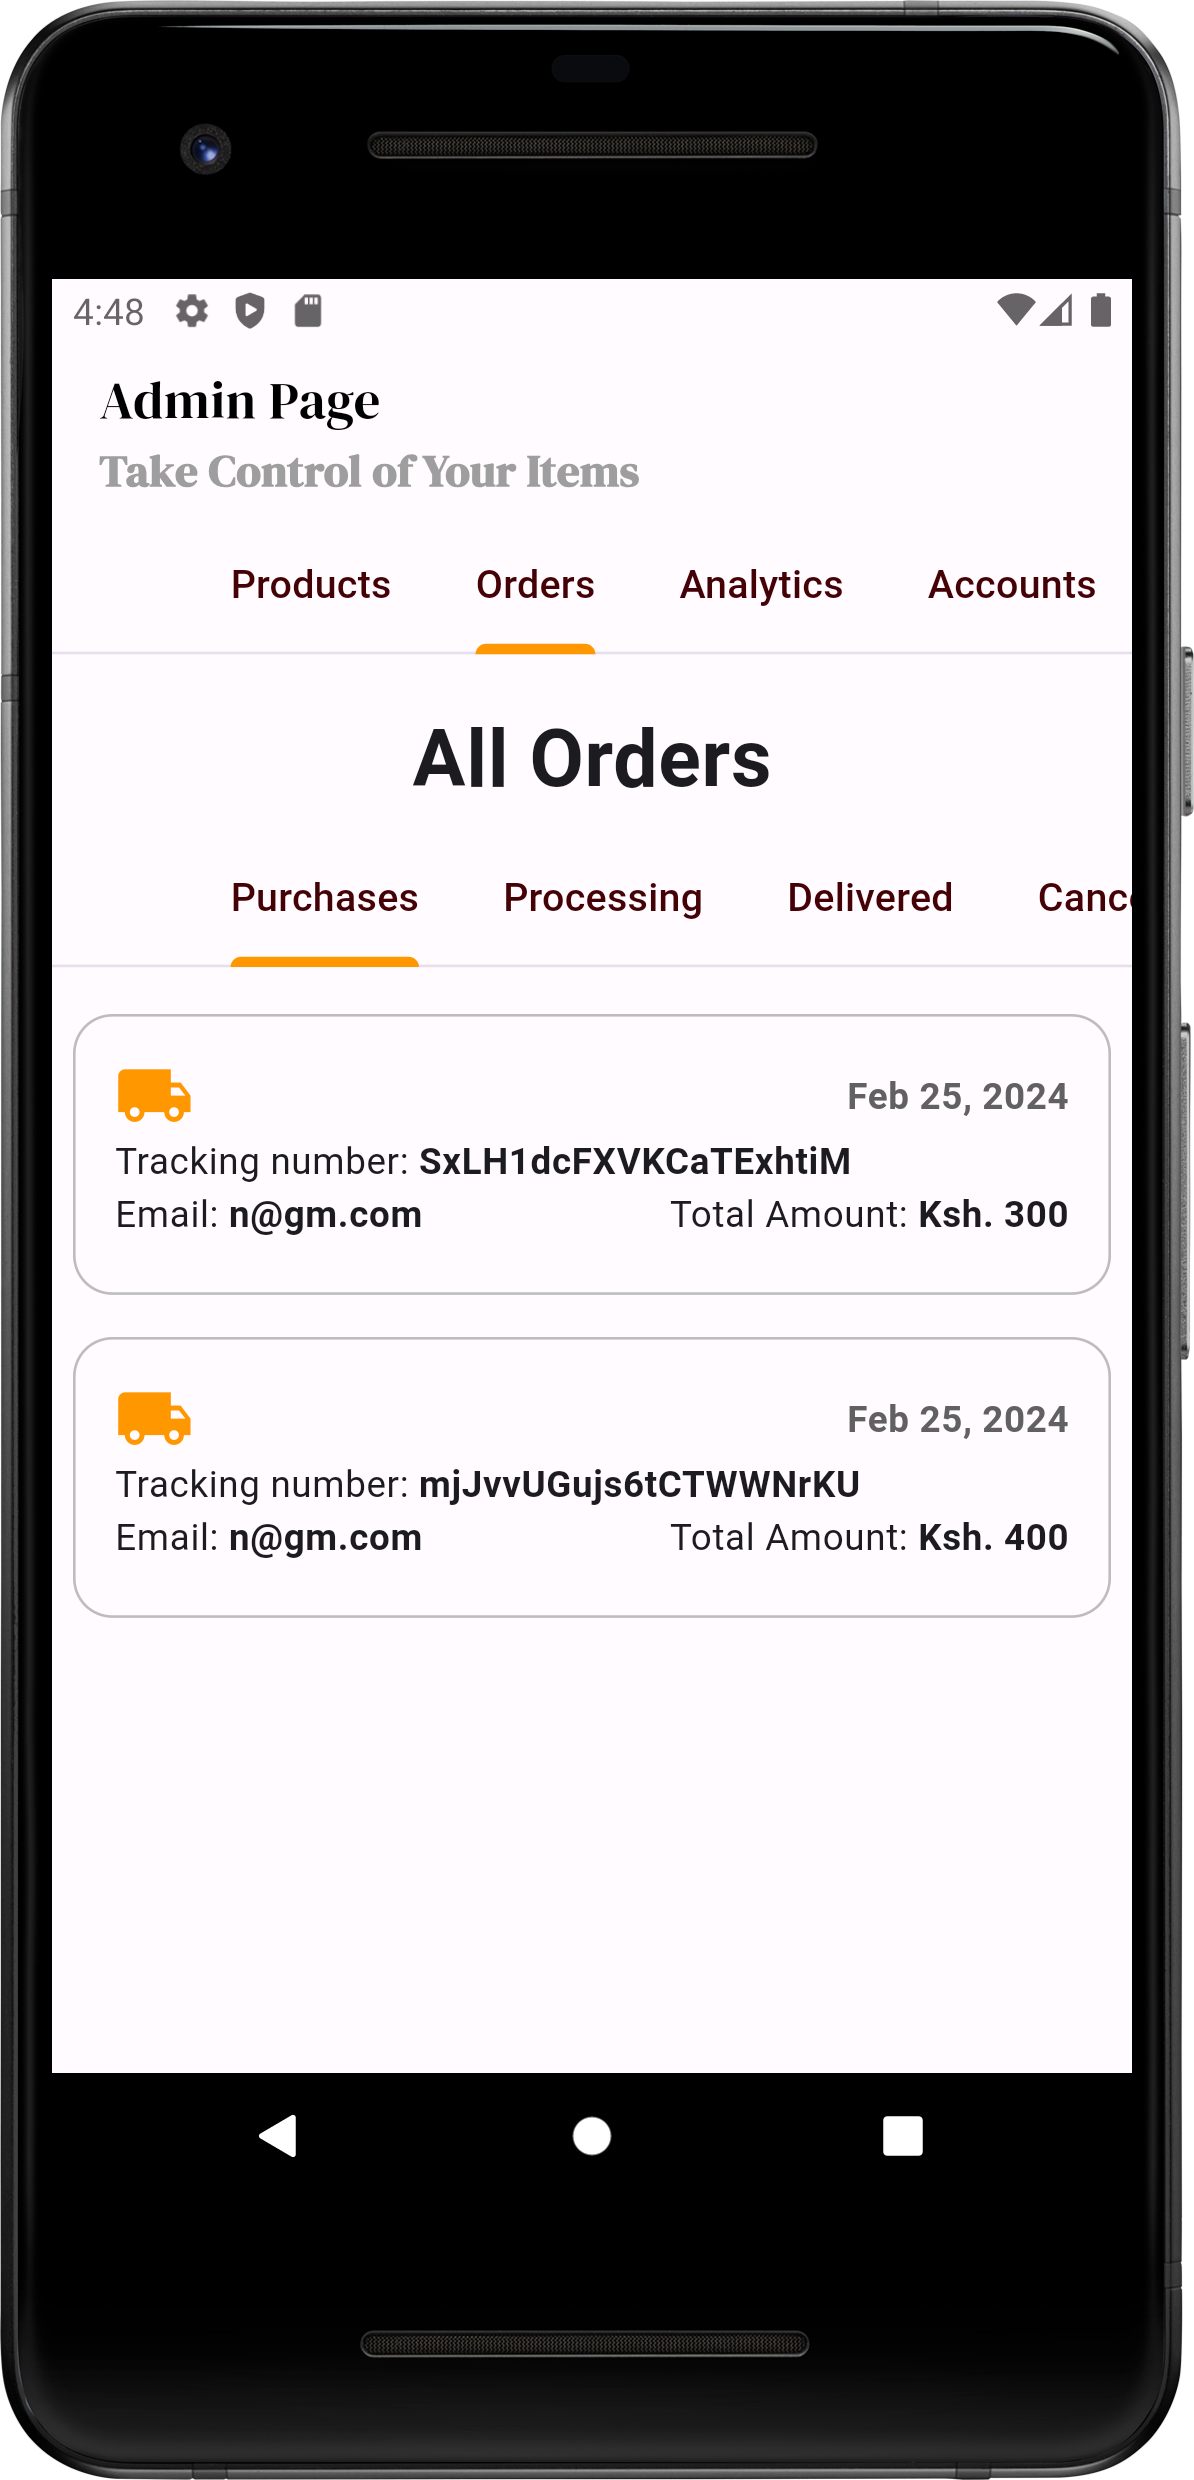 4:48
Admin Page
Take Control of Your Items
Products Orders Analytics Accounts
All Orders
Purchases Processing Delivered Canc
Feb 25, 2024
Tracking number: SxLH1dcFXVKCaTExhtiM
Email: n@gm.com Total Amount: Ksh. 300
Feb 25, 2024
Tracking number: mjJvvUGujs6tCTWWNrKU
Email: n@gm.com Total Amount: Ksh. 400